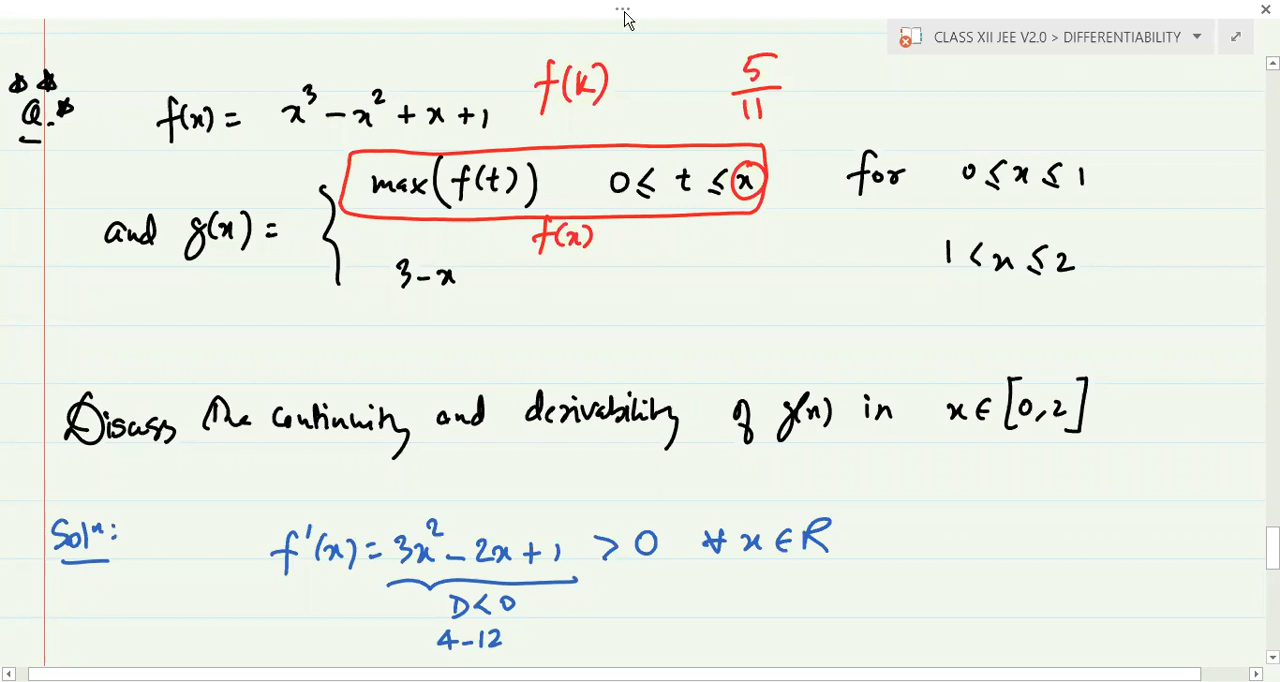 CLASS XII JEE V2.0 > DIFFERENTIABILITY
f(k) 5/11
Q. f(x) = x³ - x² + x + 1
max(f(t)) 0 ≤ t ≤ x for 0 ≤ x ≤ 1
and g(x) = {
f(x)
3 - x 1 < x ≤ 2
Discuss the continuity and derivability of g(x) in x ∈ [0, 2]
Solⁿ: f'(x) = 3x² - 2x + 1 > 0 ∀ x ∈ R
D < 0
4 - 12